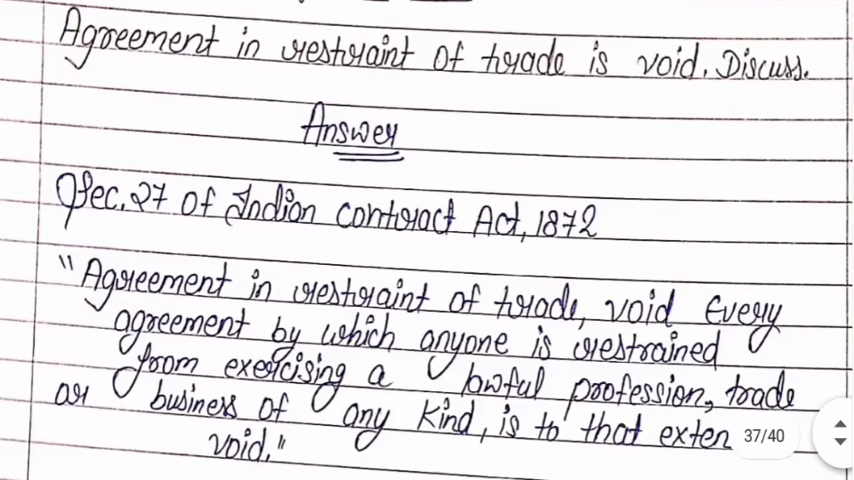 Agreement in restraint of trade is void. Discuss.
Answer
Sec. 27 of Indian Contract Act, 1872
"Agreement in restraint of trade, void Every
agreement by which anyone is restrained
from exercising a lawful profession, trade
or business of any kind, is to that exten
void."
37/40